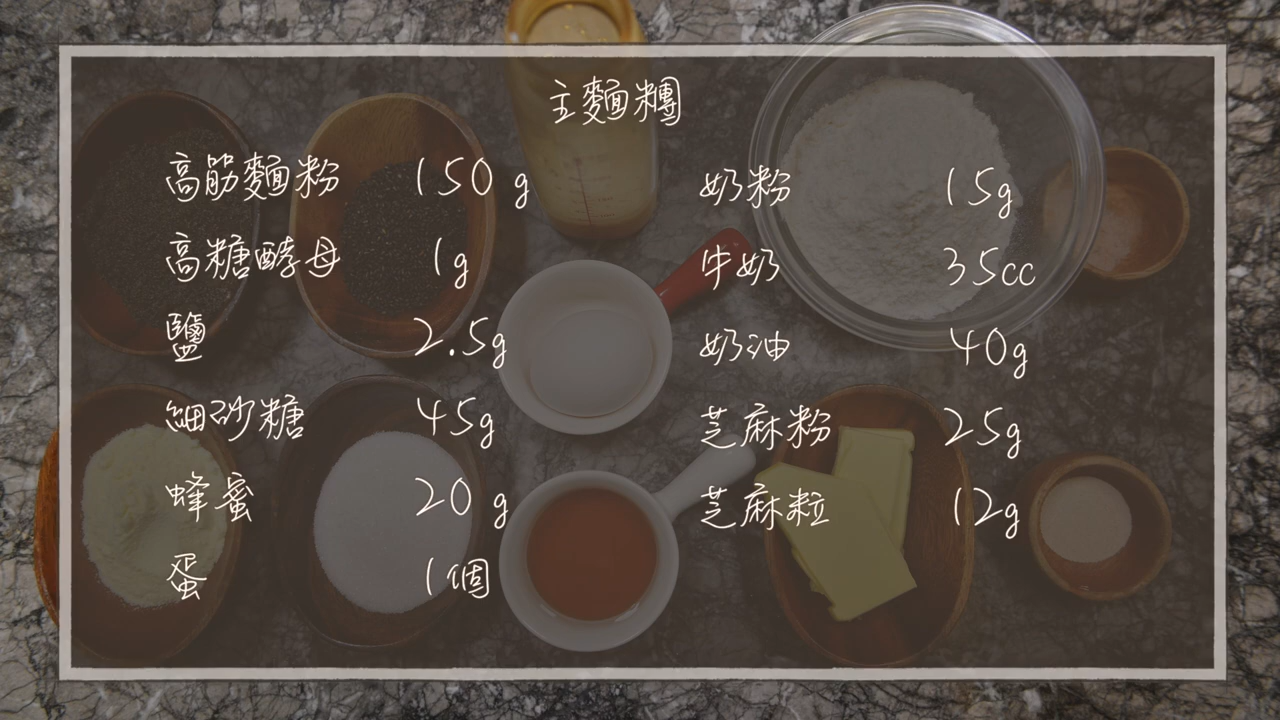 主麵糰
高筋麵粉 150g
高糖酵母 1g
鹽 2.5g
細砂糖 45g
蜂蜜 20g
蛋 1個
奶粉 15g
牛奶 35cc
奶油 40g
芝麻粉 25g
芝麻粒 12g